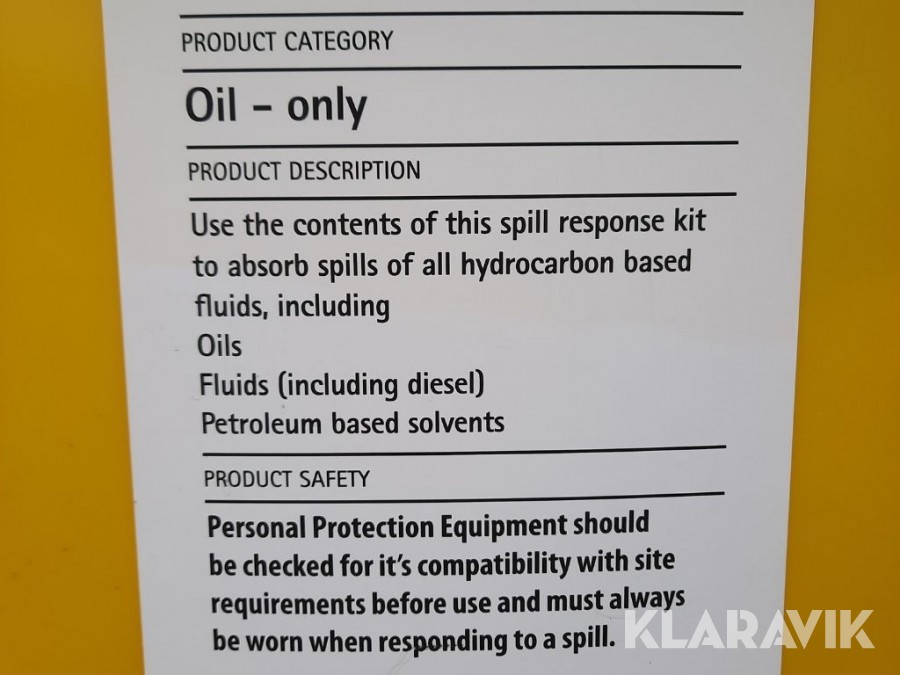 PRODUCT CATEGORY
Oil – only
PRODUCT DESCRIPTION
Use the contents of this spill response kit
to absorb spills of all hydrocarbon based
fluids, including
Oils
Fluids (including diesel)
Petroleum based solvents
PRODUCT SAFETY
Personal Protection Equipment should
be checked for it's compatibility with site
requirements before use and must always
be worn when responding to a spill.
KLARAVIK